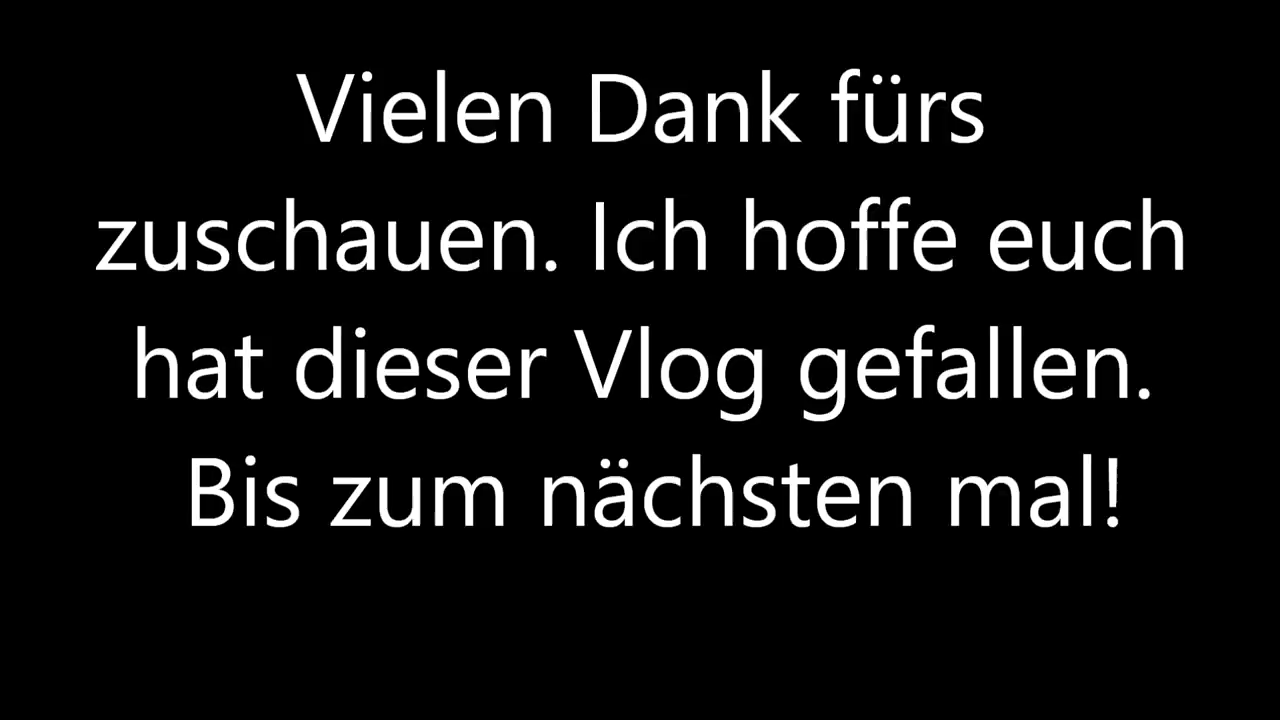 Vielen Dank fürs
zuschauen. Ich hoffe euch
hat dieser Vlog gefallen.
Bis zum nächsten mal!